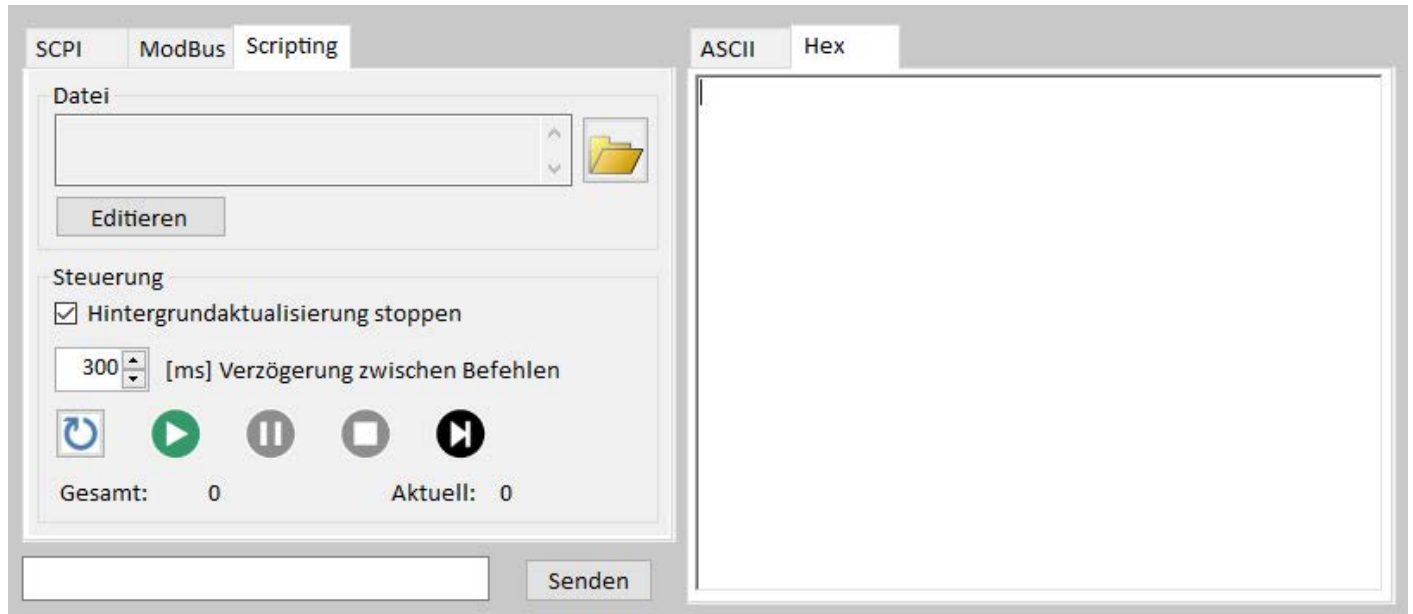 SCPI ModBus Scripting
Datei
Editieren
Steuerung
Hintergrundaktualisierung stoppen
300 [ms] Verzögerung zwischen Befehlen
Gesamt: 0 Aktuell: 0
Senden
ASCII Hex